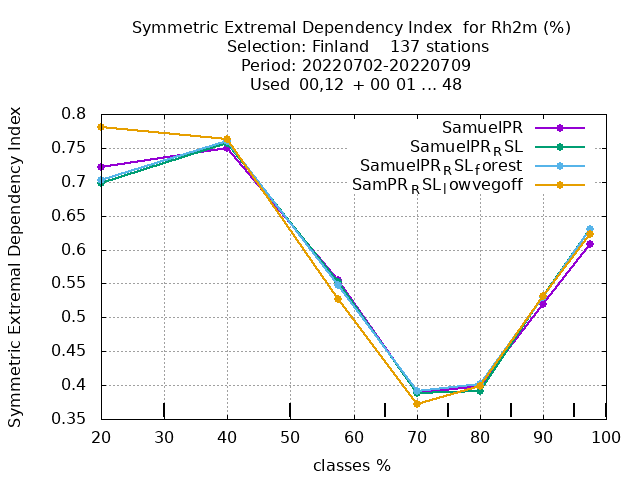 Symmetric Extremal Dependency Index for Rh2m (%)
Selection: Finland 137 stations
Period: 20220702-20220709
Used 00,12 + 00 01 ... 48
Symmetric Extremal Dependency Index
0.8
0.75
0.7
0.65
0.6
0.55
0.5
0.45
0.4
0.35
SamuelPR
SamuelPR_RSL
SamuelPR_RSL_forest
SamPR_RSL_lowvegoff
20 30 40 50 60 70 80 90 100
classes %